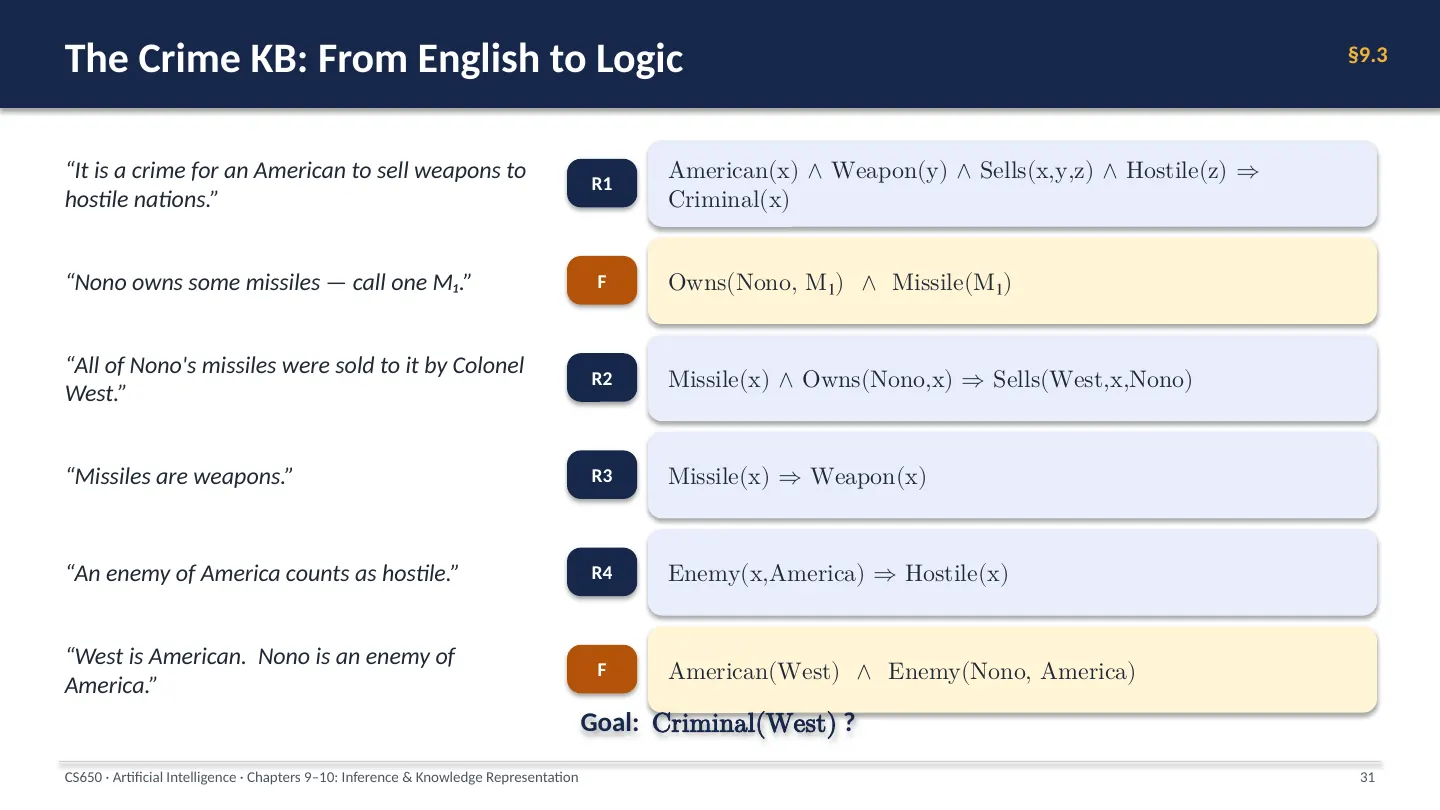 The Crime KB: From English to Logic
§9.3
“It is a crime for an American to sell weapons to
hostile nations.”
R1
American(x) ∧ Weapon(y) ∧ Sells(x,y,z) ∧ Hostile(z) ⇒
Criminal(x)
“Nono owns some missiles — call one M₁.”
F
Owns(Nono, M₁) ∧ Missile(M₁)
“All of Nono's missiles were sold to it by Colonel
West.”
R2
Missile(x) ∧ Owns(Nono,x) ⇒ Sells(West,x,Nono)
“Missiles are weapons.”
R3
Missile(x) ⇒ Weapon(x)
“An enemy of America counts as hostile.”
R4
Enemy(x,America) ⇒ Hostile(x)
“West is American.  Nono is an enemy of
America.”
F
American(West) ∧ Enemy(Nono, America)
Goal: Criminal(West) ?
CS650 · Artificial Intelligence · Chapters 9–10: Inference & Knowledge Representation
31